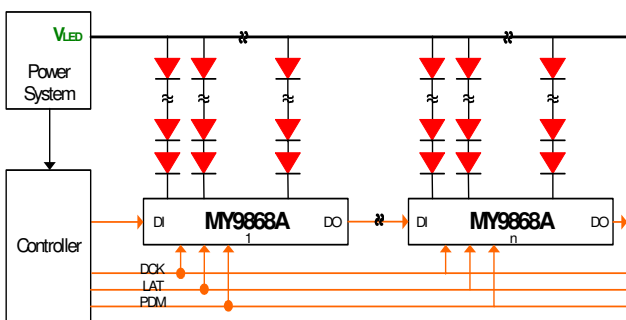 VLED
Power
System
Controller
DI
MY9868A
DO
1
DI
MY9868A
DO
n
DCK
LAT
PDM